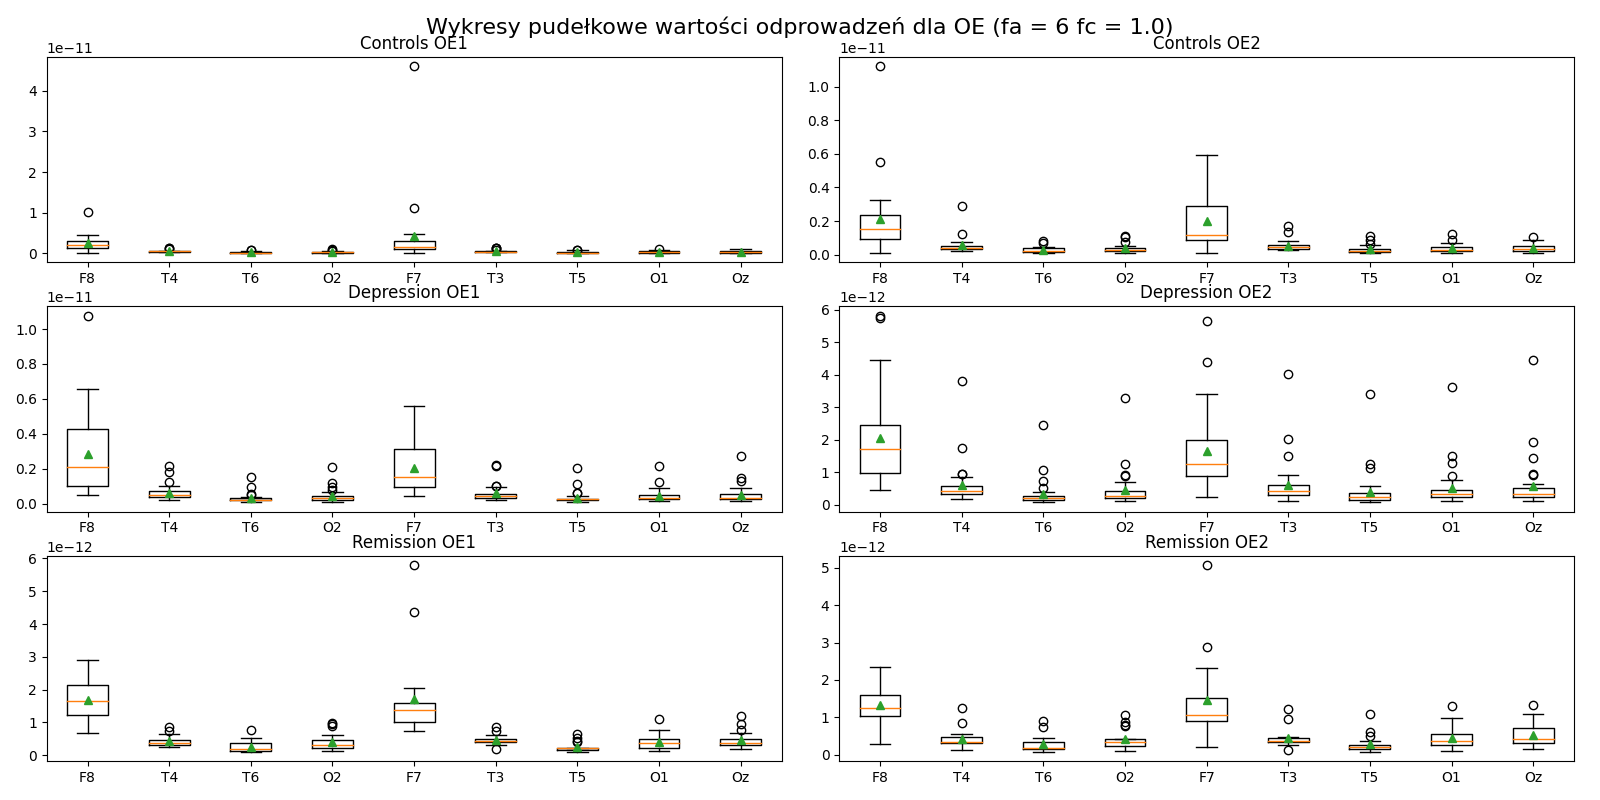 Wykresy pudełkowe wartości odprowadzeń dla OE (fa = 6 fc = 1.0)
Controls OE1
1e−11
4
3
2
1
0
F8 T4 T6 O2 F7 T3 T5 O1 Oz
Controls OE2
1e−11
1.0
0.8
0.6
0.4
0.2
0.0
F8 T4 T6 O2 F7 T3 T5 O1 Oz
Depression OE1
1e−11
1.0
0.8
0.6
0.4
0.2
0.0
F8 T4 T6 O2 F7 T3 T5 O1 Oz
Depression OE2
1e−12
6
5
4
3
2
1
0
F8 T4 T6 O2 F7 T3 T5 O1 Oz
Remission OE1
1e−12
6
5
4
3
2
1
0
F8 T4 T6 O2 F7 T3 T5 O1 Oz
Remission OE2
1e−12
5
4
3
2
1
0
F8 T4 T6 O2 F7 T3 T5 O1 Oz